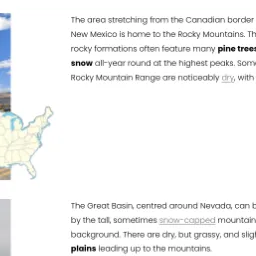 The area stretching from the Canadian border
New Mexico is home to the Rocky Mountains. Th
rocky formations often feature many pine trees
snow all-year round at the highest peaks. Som
Rocky Mountain Range are noticeably dry, with
The Great Basin, centred around Nevada, can b
by the tall, sometimes snow-capped mountain
background. There are dry, but grassy, and sligh
plains leading up to the mountains.